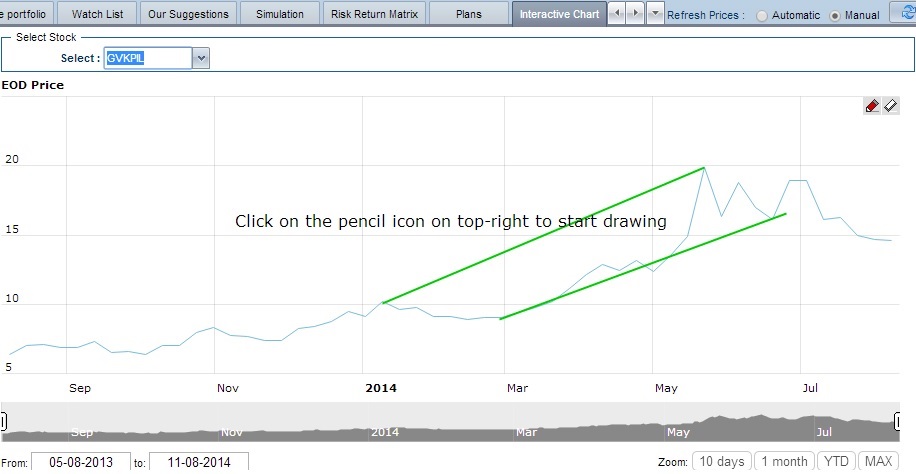 e portfolio Watch List Our Suggestions Simulation Risk Return Matrix Plans Interactive Chart Refresh Prices : Automatic Manual
Select Stock
Select : GVKPIL
EOD Price
20
Click on the pencil icon on top-right to start drawing
15
10
5
Sep Nov 2014 Mar May Jul
Sep Nov 2014 Mar May Jul
From: 05-08-2013 to: 11-08-2014 Zoom: 10 days 1 month YTD MAX